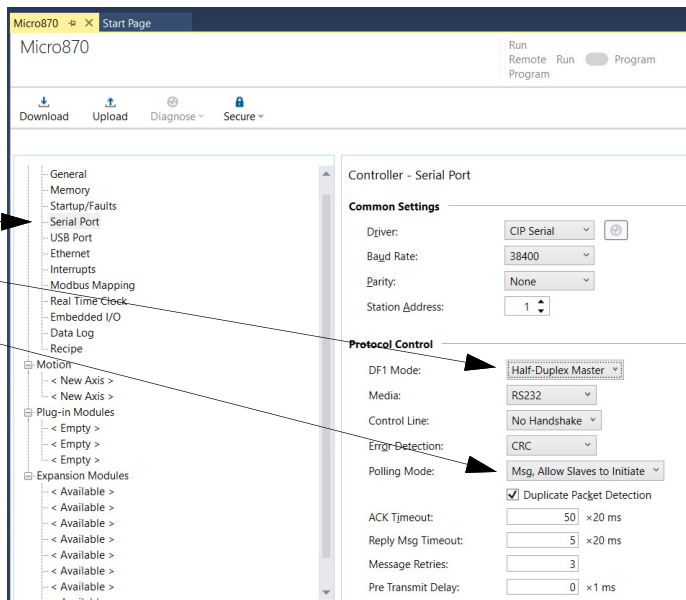 Micro870 Start Page
Micro870
Run
Remote Run Program
Program
Download Upload Diagnose Secure
General
Memory
Startup/Faults
Serial Port
USB Port
Ethernet
Interrupts
Modbus Mapping
Real Time Clock
Embedded I/O
Data Log
Recipe
Motion
< New Axis >
< New Axis >
Plug-in Modules
< Empty >
< Empty >
< Empty >
Expansion Modules
< Available >
< Available >
< Available >
< Available >
< Available >
< Available >
< Available >
Controller - Serial Port
Common Settings
Driver: CIP Serial
Baud Rate: 38400
Parity: None
Station Address: 1
Protocol Control
DF1 Mode: Half-Duplex Master
Media: RS232
Control Line: No Handshake
Error Detection: CRC
Polling Mode: Msg, Allow Slaves to Initiate
Duplicate Packet Detection
ACK Timeout: 50 ×20 ms
Reply Msg Timeout: 5 ×20 ms
Message Retries: 3
Pre Transmit Delay: 0 ×1 ms